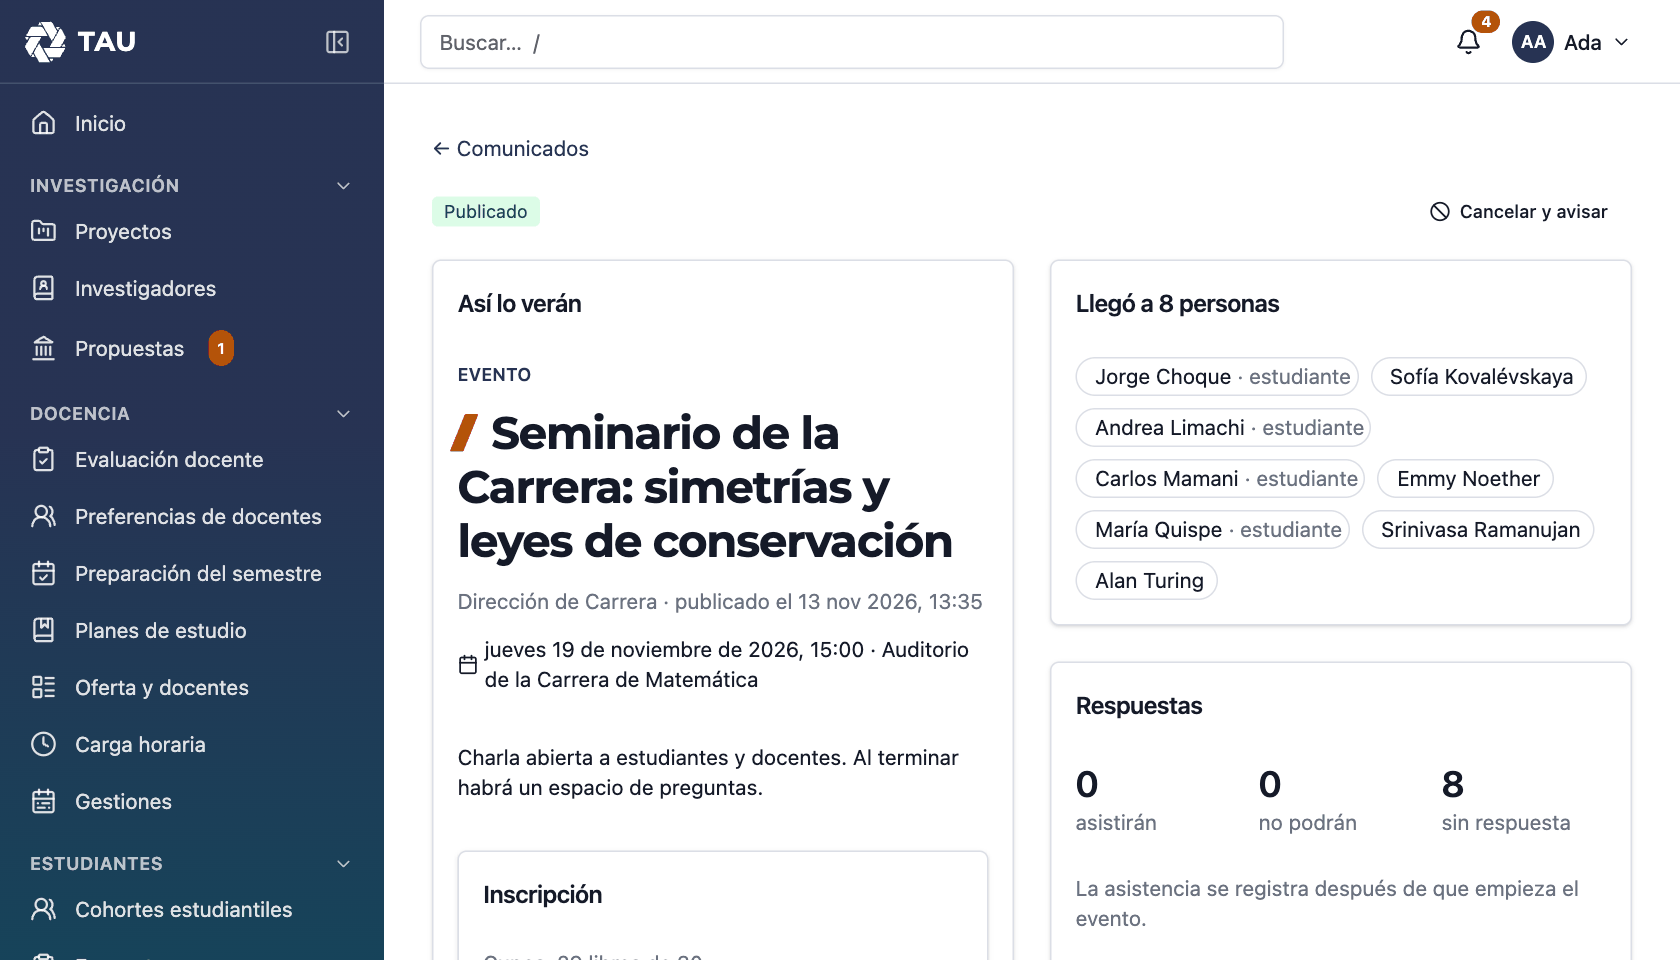 TAU
Buscar... /
4
AA Ada
Inicio
INVESTIGACIÓN
Proyectos
Investigadores
Propuestas 1
DOCENCIA
Evaluación docente
Preferencias de docentes
Preparación del semestre
Planes de estudio
Oferta y docentes
Carga horaria
Gestiones
ESTUDIANTES
Cohortes estudiantiles
← Comunicados
Publicado
Cancelar y avisar
Así lo verán
EVENTO
Seminario de la
Carrera: simetrías y
leyes de conservación
Dirección de Carrera · publicado el 13 nov 2026, 13:35
jueves 19 de noviembre de 2026, 15:00 · Auditorio
de la Carrera de Matemática
Charla abierta a estudiantes y docentes. Al terminar
habrá un espacio de preguntas.
Inscripción
Llegó a 8 personas
Jorge Choque · estudiante
Sofía Kovalévskaya
Andrea Limachi · estudiante
Carlos Mamani · estudiante
Emmy Noether
María Quispe · estudiante
Srinivasa Ramanujan
Alan Turing
Respuestas
0 0 8
asistirán no podrán sin respuesta
La asistencia se registra después de que empieza el
evento.